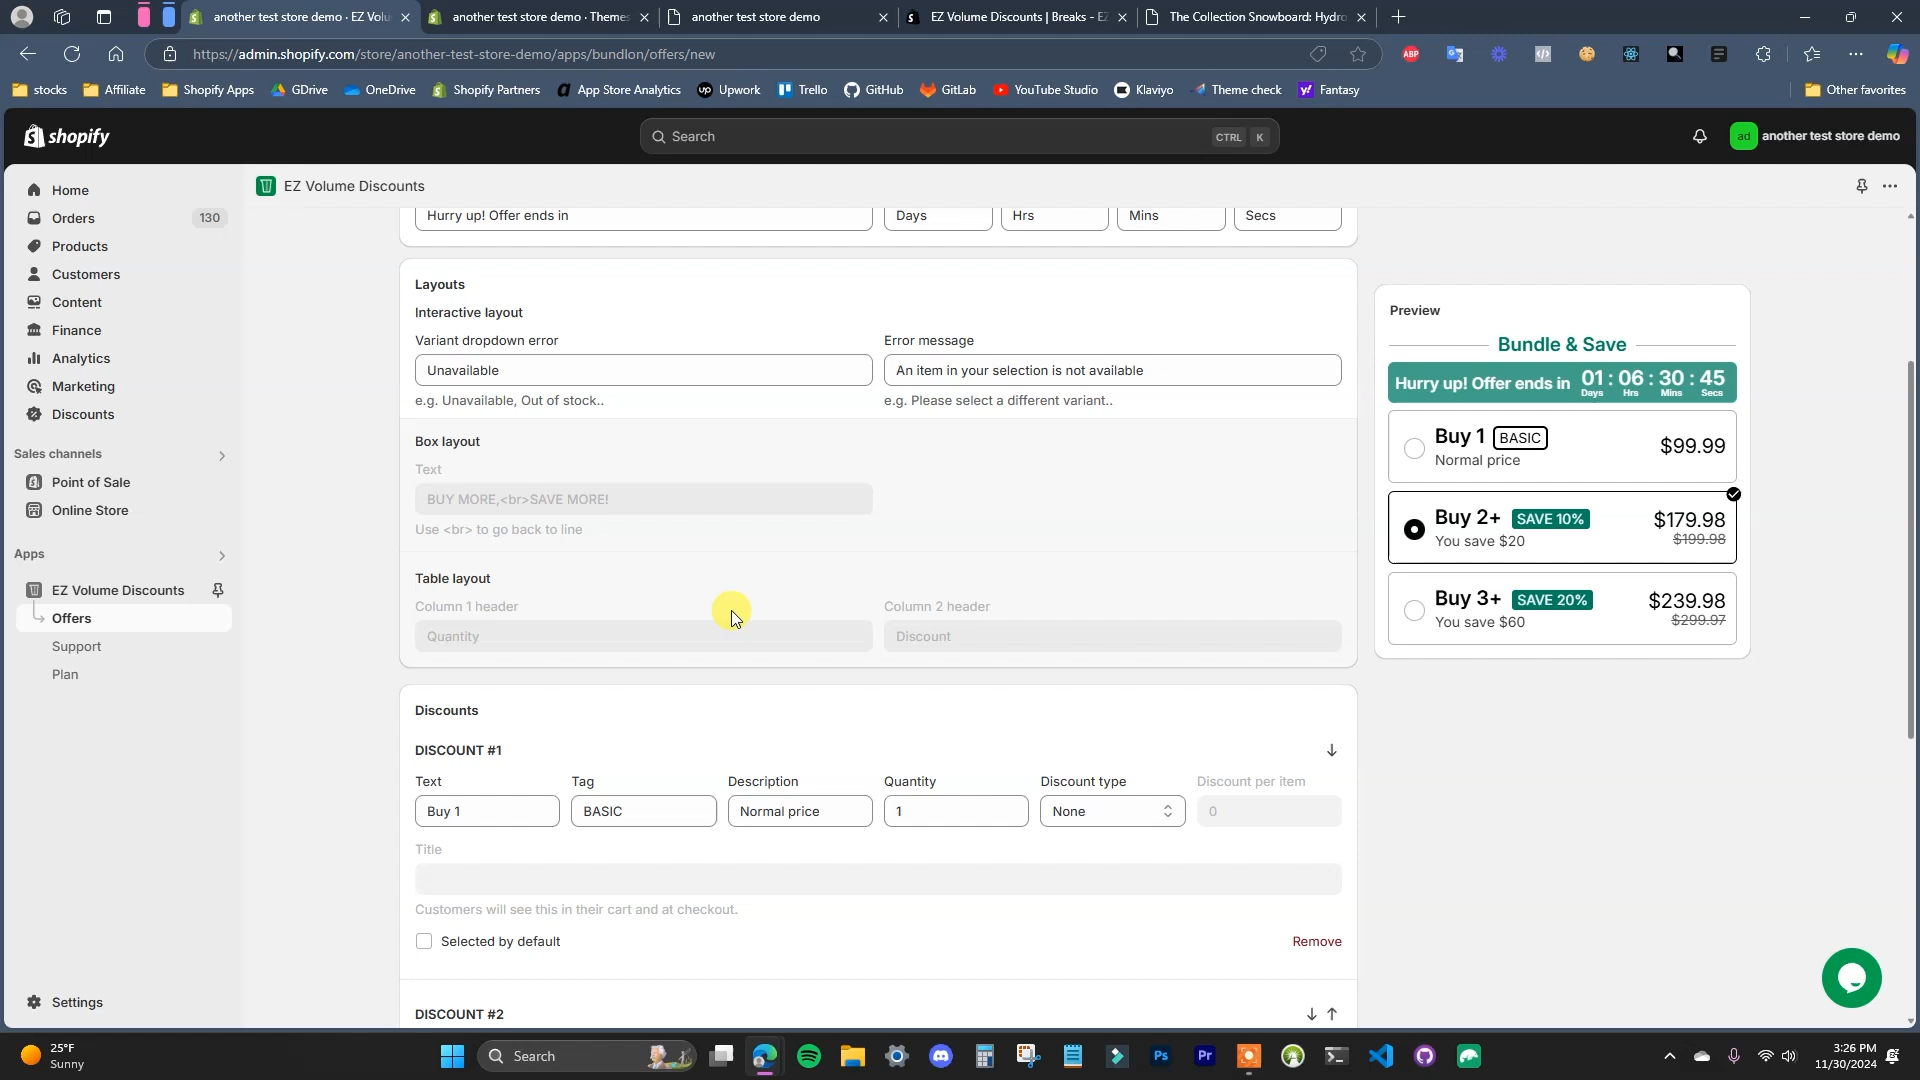 another test store demo · EZ Volu
another test store demo · Themes
another test store demo
EZ Volume Discounts | Breaks - EZ
The Collection Snowboard: Hydro
https://admin.shopify.com/store/another-test-store-demo/apps/bundlon/offers/new
ABP
stocks
Affiliate
Shopify Apps
GDrive
OneDrive
Shopify Partners
App Store Analytics
up Upwork
Trello
GitHub
GitLab
YouTube Studio
Klaviyo
Theme check
y! Fantasy
Other favorites
shopify
Search
CTRL K
ad another test store demo
Home
Orders 130
Products
Customers
Content
Finance
Analytics
Marketing
Discounts
Sales channels
Point of Sale
Online Store
Apps
EZ Volume Discounts
Offers
Support
Plan
Settings
EZ Volume Discounts
Hurry up! Offer ends in
Days
Hrs
Mins
Secs
Layouts
Interactive layout
Variant dropdown error
Error message
Unavailable
An item in your selection is not available
e.g. Unavailable, Out of stock..
e.g. Please select a different variant..
Box layout
Text
BUY MORE,<br>SAVE MORE!
Use <br> to go back to line
Table layout
Column 1 header
Column 2 header
Quantity
Discount
Discounts
DISCOUNT #1
Text
Tag
Description
Quantity
Discount type
Discount per item
Buy 1
BASIC
Normal price
1
None
0
Title
Customers will see this in their cart and at checkout.
Selected by default
Remove
DISCOUNT #2
Preview
Bundle & Save
Hurry up! Offer ends in 01 : 06 : 30 : 45
Days Hrs Mins Secs
Buy 1 BASIC
Normal price
$99.99
Buy 2+ SAVE 10%
You save $20
$179.98
$199.98
Buy 3+ SAVE 20%
You save $60
$239.98
$299.97
25°F
Sunny
Search
Ps
Pr
3:26 PM
11/30/2024